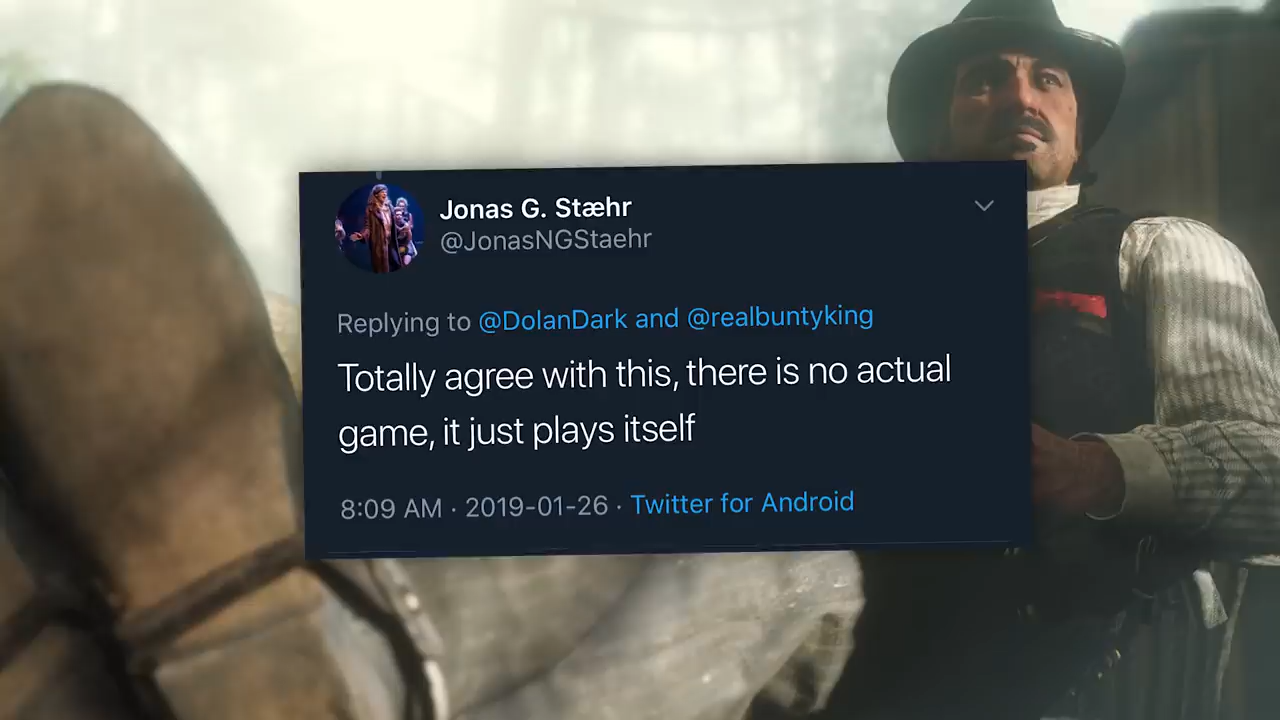 Jonas G. Stæhr
@JonasNGStaehr
Replying to @DolanDark and @realbuntyking
Totally agree with this, there is no actual
game, it just plays itself
8:09 AM · 2019-01-26 · Twitter for Android